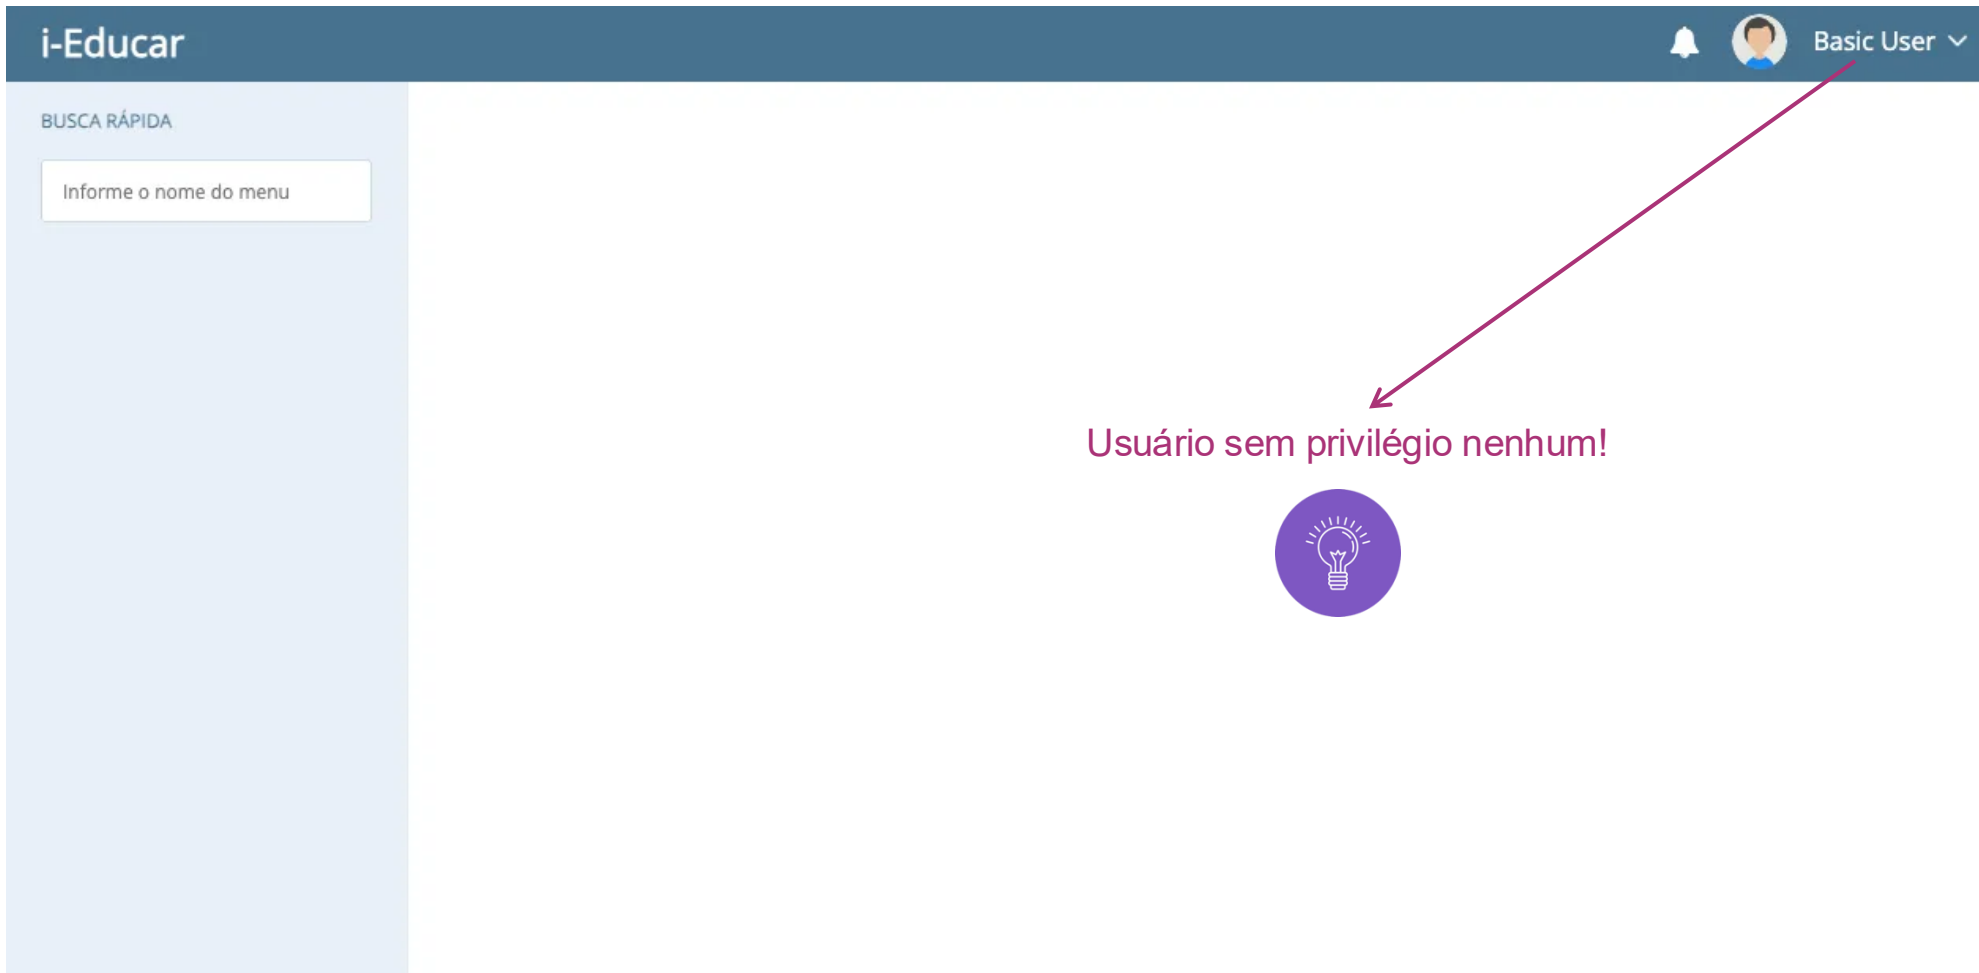 i-Educar
Basic User
BUSCA RÁPIDA
Informe o nome do menu
Usuário sem privilégio nenhum!